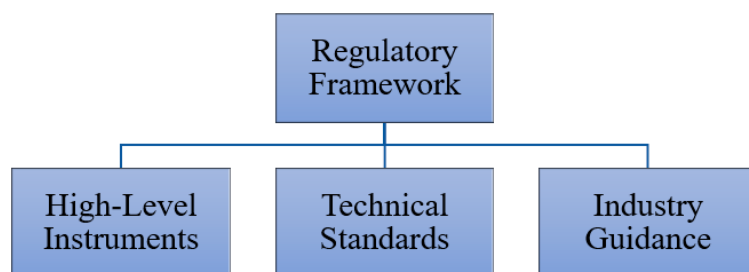 Regulatory
Framework
High-Level
Instruments
Technical
Standards
Industry
Guidance